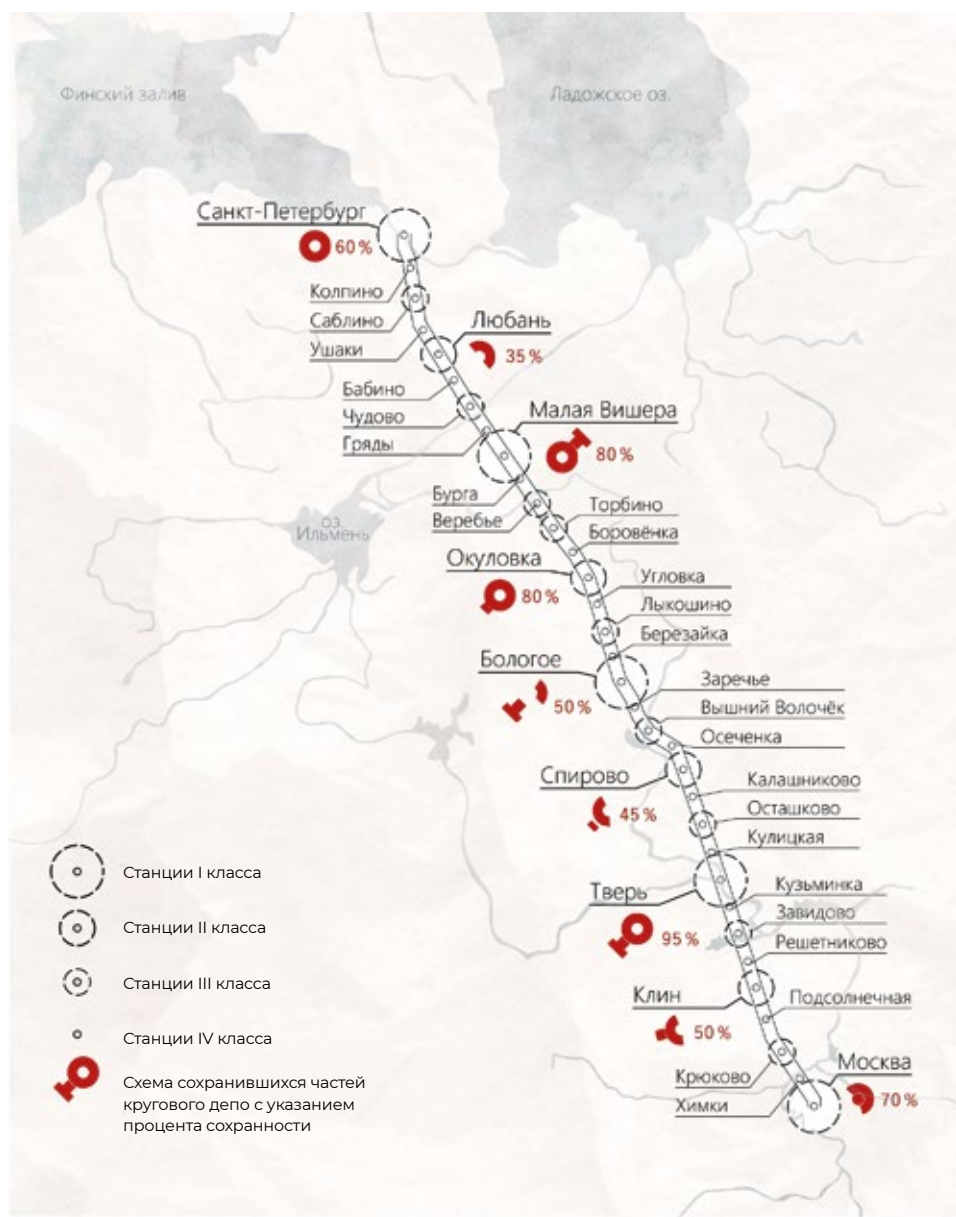 Финский залив
Ладожское оз.
Санкт-Петербург
60 %
Колпино
Саблино
Ушаки
Любань
35 %
Бабино
Чудово
Гряды
Малая Вишера
80 %
Бурга
Веребье
Торбино
Боровёнка
оз.
Ильмень
Окуловка
80 %
Угловка
Лыкошино
Березайка
Бологое
50 %
Заречье
Вышний Волочёк
Осеченка
Спирово
45 %
Калашниково
Осташково
Кулицкая
Тверь
95 %
Кузьминка
Завидово
Решетниково
Клин
50 %
Подсолнечная
Крюково
Химки
Москва
70 %
Станции I класса
Станции II класса
Станции III класса
Станции IV класса
Схема сохранившихся частей
кругового депо с указанием
процента сохранности